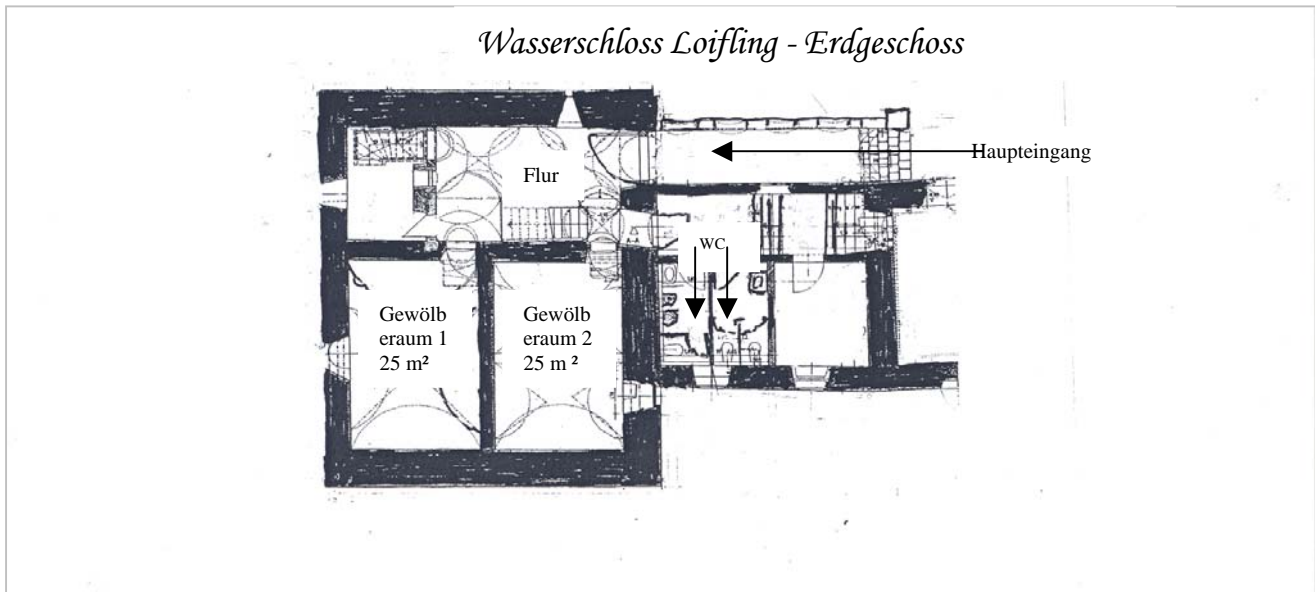 Wasserschloss Loifling - Erdgeschoss
Haupteingang
Flur
WC
Gewölb
eraum 1
25 m²
Gewölb
eraum 2
25 m ²